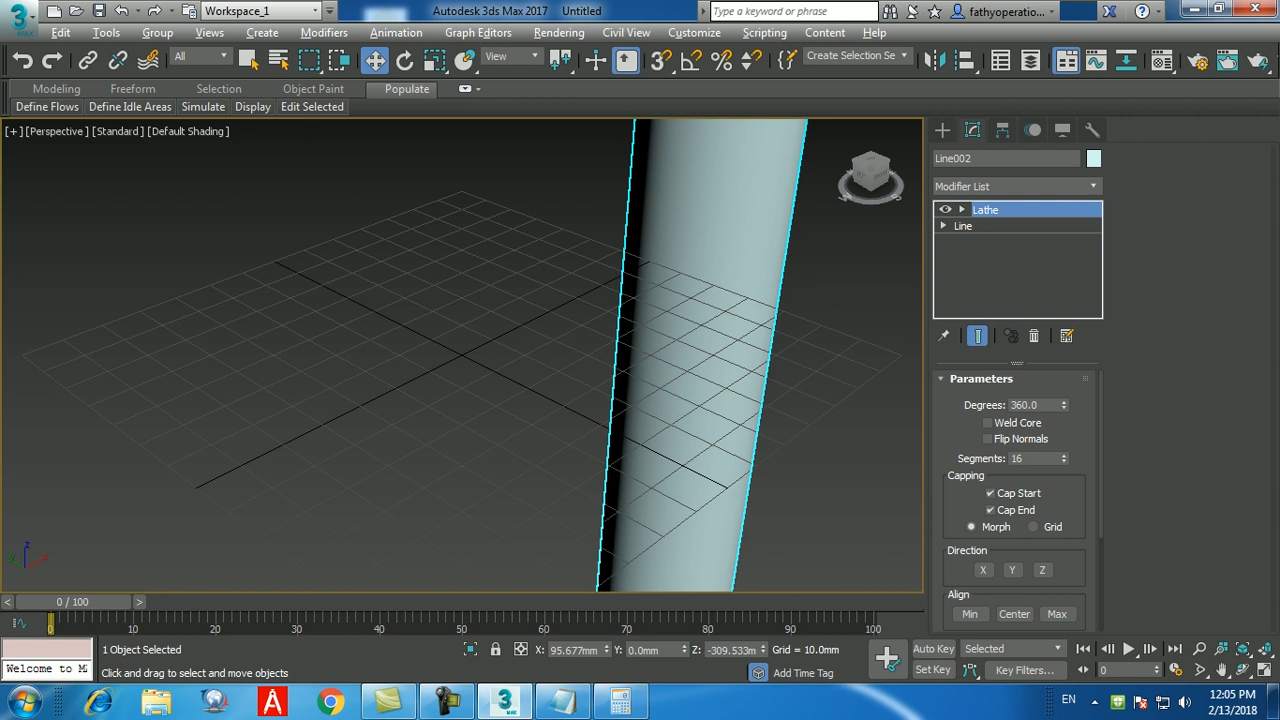 3 MAX
Workspace_1
Autodesk 3ds Max 2017 Untitled
Type a keyword or phrase
fathyoperatio...
Edit Tools Group Views Create Modifiers Animation Graph Editors Rendering Civil View Customize Scripting Content Help
All
View
Create Selection Se
Modeling Freeform Selection Object Paint Populate
Define Flows Define Idle Areas Simulate Display Edit Selected
[+] [Perspective] [Standard] [Default Shading]
Line002
Modifier List
Lathe
Line
Parameters
Degrees: 360.0
Weld Core
Flip Normals
Segments: 16
Capping
Cap Start
Cap End
Morph Grid
Direction
X Y Z
Align
Min Center Max
z
x
0 / 100
0 10 20 30 40 50 60 70 80 90 100
1 Object Selected
X: 95.677mm Y: 0.0mm Z: -309.533mm Grid = 10.0mm
Auto Key Selected
Welcome to M
Click and drag to select and move objects
Add Time Tag
Set Key Key Filters...
0
EN
12:05 PM
2/13/2018